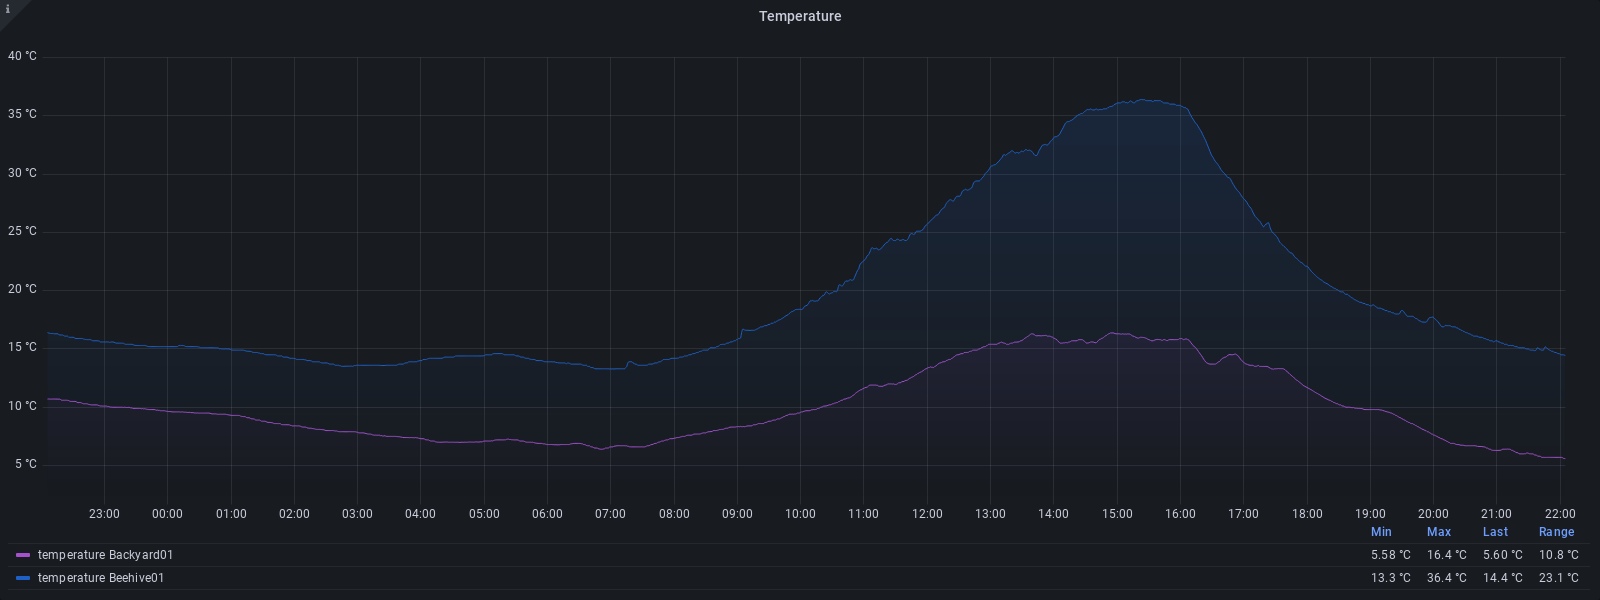 i
Temperature
40 °C
35 °C
30 °C
25 °C
20 °C
15 °C
10 °C
5 °C
23:00 00:00 01:00 02:00 03:00 04:00 05:00 06:00 07:00 08:00 09:00 10:00 11:00 12:00 13:00 14:00 15:00 16:00 17:00 18:00 19:00 20:00 21:00 22:00
Min Max Last Range
temperature Backyard01 5.58 °C 16.4 °C 5.60 °C 10.8 °C
temperature Beehive01 13.3 °C 36.4 °C 14.4 °C 23.1 °C